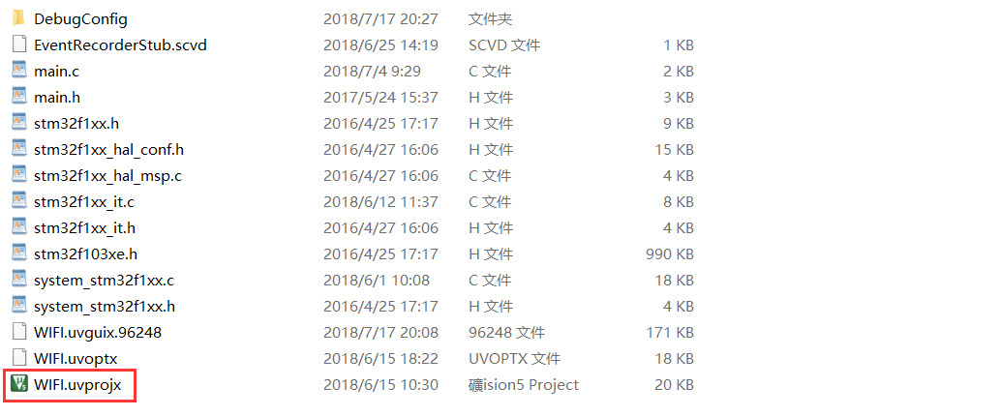 DebugConfig 2018/7/17 20:27 文件夹
EventRecorderStub.scvd 2018/6/25 14:19 SCVD 文件 1 KB
main.c 2018/7/4 9:29 C 文件 2 KB
main.h 2017/5/24 15:37 H 文件 3 KB
stm32f1xx.h 2016/4/25 17:17 H 文件 9 KB
stm32f1xx_hal_conf.h 2016/4/27 16:06 H 文件 15 KB
stm32f1xx_hal_msp.c 2016/4/27 16:06 C 文件 4 KB
stm32f1xx_it.c 2018/6/12 11:37 C 文件 8 KB
stm32f1xx_it.h 2016/4/27 16:06 H 文件 4 KB
stm32f103xe.h 2016/4/25 17:17 H 文件 990 KB
system_stm32f1xx.c 2018/6/1 10:08 C 文件 18 KB
system_stm32f1xx.h 2016/4/25 17:17 H 文件 4 KB
WIFI.uvguix.96248 2018/7/17 20:08 96248 文件 171 KB
WIFI.uvoptx 2018/6/15 18:22 UVOPTX 文件 18 KB
WIFI.uvprojx 2018/6/15 10:30 礦ision5 Project 20 KB